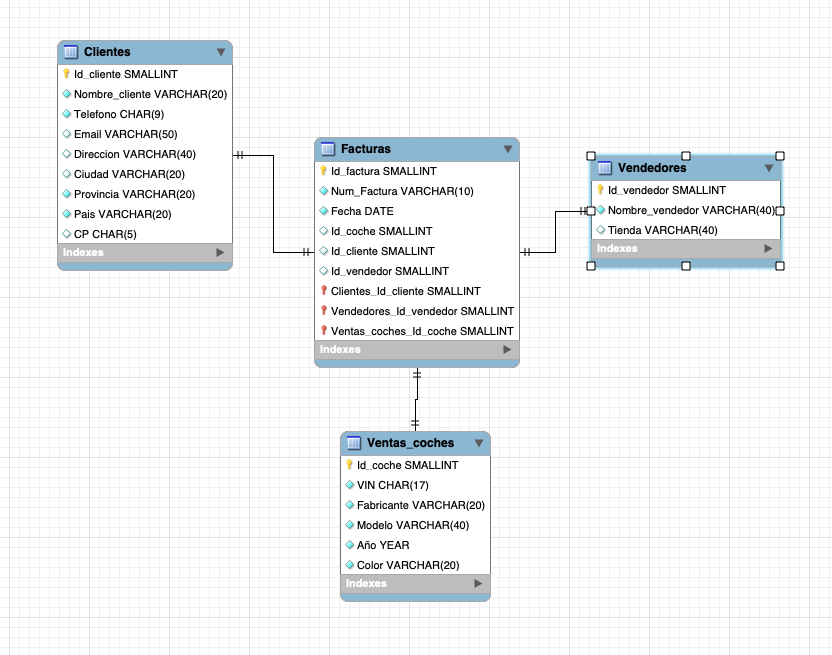 Clientes
Id_cliente SMALLINT
Nombre_cliente VARCHAR(20)
Telefono CHAR(9)
Email VARCHAR(50)
Direccion VARCHAR(40)
Ciudad VARCHAR(20)
Provincia VARCHAR(20)
Pais VARCHAR(20)
CP CHAR(5)
Indexes
Facturas
Id_factura SMALLINT
Num_Factura VARCHAR(10)
Fecha DATE
Id_coche SMALLINT
Id_cliente SMALLINT
Id_vendedor SMALLINT
Clientes_Id_cliente SMALLINT
Vendedores_Id_vendedor SMALLINT
Ventas_coches_Id_coche SMALLINT
Indexes
Vendedores
Id_vendedor SMALLINT
Nombre_vendedor VARCHAR(40)
Tienda VARCHAR(40)
Indexes
Ventas_coches
Id_coche SMALLINT
VIN CHAR(17)
Fabricante VARCHAR(20)
Modelo VARCHAR(40)
Año YEAR
Color VARCHAR(20)
Indexes